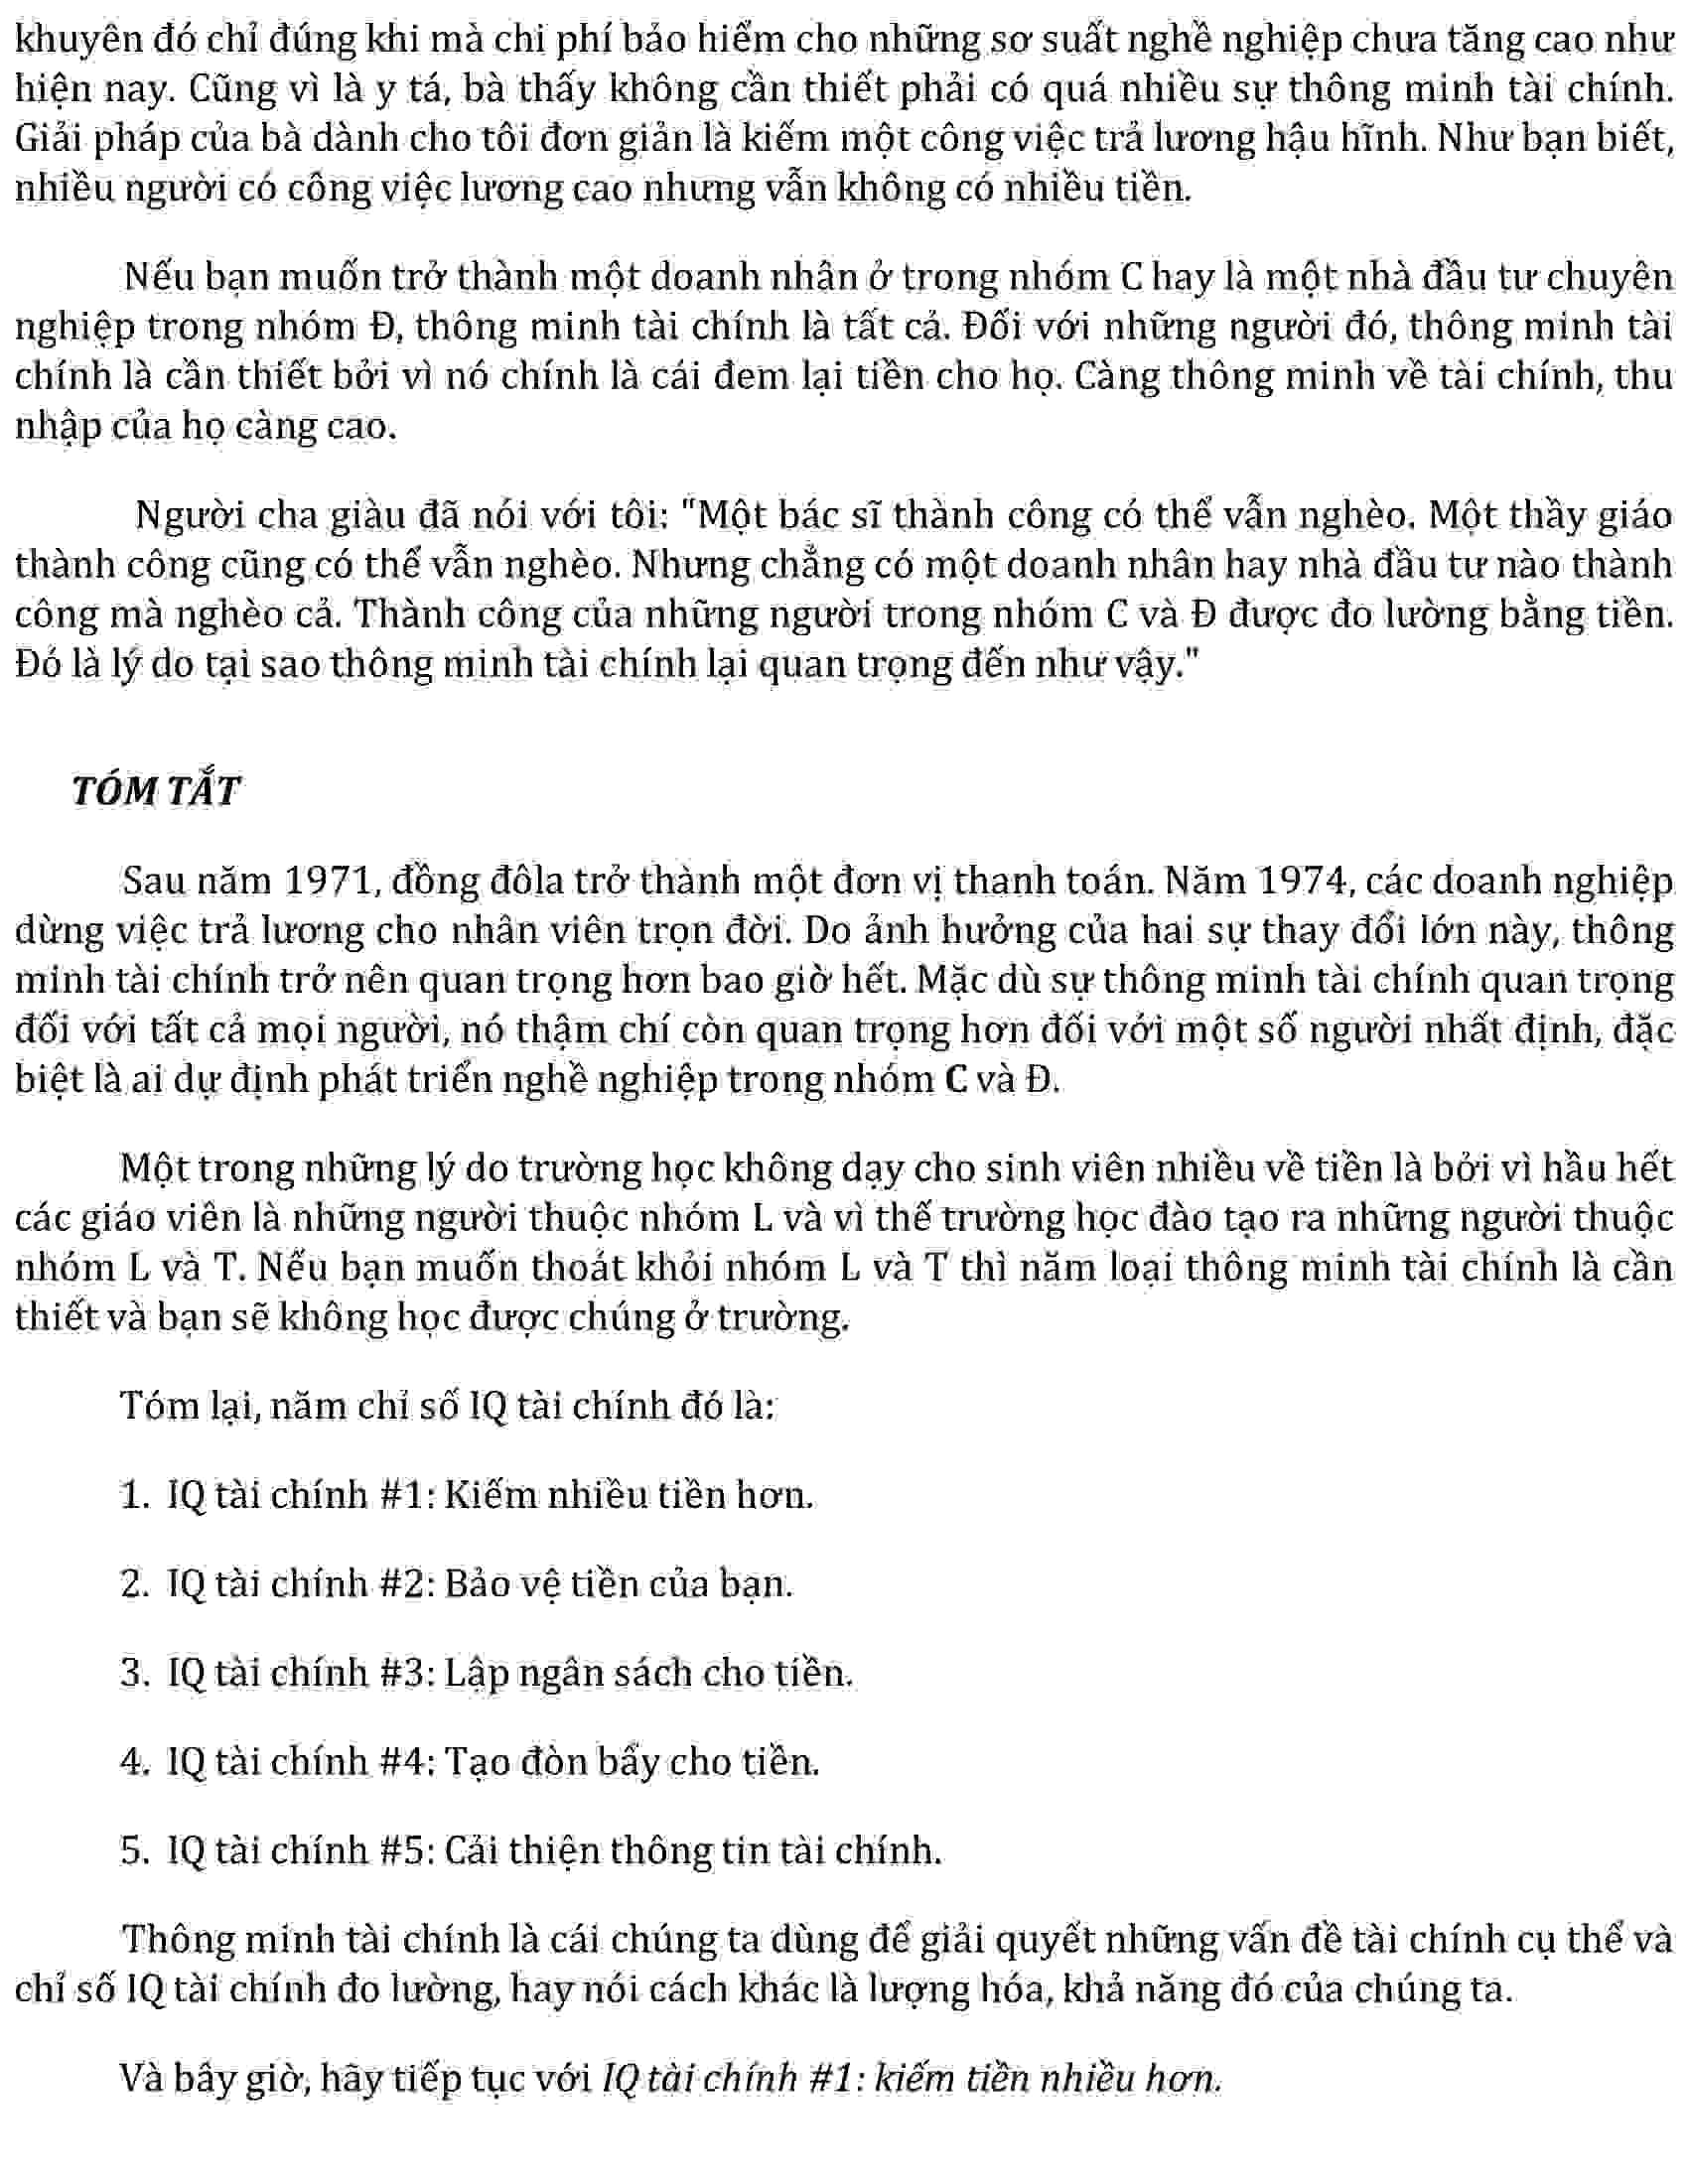 khuyên đó chỉ đúng khi mà chi phí bảo hiểm cho những sơ suất nghề nghiệp chưa tăng cao như
hiện nay. Cũng vì là y tá, bà thấy không cần thiết phải có quá nhiều sự thông minh tài chính.
Giải pháp của bà dành cho tôi đơn giản là kiếm một công việc trả lương hậu hĩnh. Như bạn biết,
nhiều người có công việc lương cao nhưng vẫn không có nhiều tiền.
Nếu bạn muốn trở thành một doanh nhân ở trong nhóm C hay là một nhà đầu tư chuyên
nghiệp trong nhóm Đ, thông minh tài chính là tất cả. Đối với những người đó, thông minh tài
chính là cần thiết bởi vì nó chính là cái đem lại tiền cho họ. Càng thông minh về tài chính, thu
nhập của họ càng cao.
Người cha giàu đã nói với tôi: "Một bác sĩ thành công có thể vẫn nghèo. Một thầy giáo
thành công cũng có thể vẫn nghèo. Nhưng chẳng có một doanh nhân hay nhà đầu tư nào thành
công mà nghèo cả. Thành công của những người trong nhóm C và Đ được đo lường bằng tiền.
Đó là lý do tại sao thông minh tài chính lại quan trọng đến như vậy."
TÓM TẮT
Sau năm 1971, đồng đôla trở thành một đơn vị thanh toán. Năm 1974, các doanh nghiệp
dừng việc trả lương cho nhân viên trọn đời. Do ảnh hưởng của hai sự thay đổi lớn này, thông
minh tài chính trở nên quan trọng hơn bao giờ hết. Mặc dù sự thông minh tài chính quan trọng
đối với tất cả mọi người, nó thậm chí còn quan trọng hơn đối với một số người nhất định, đặc
biệt là ai dự định phát triển nghề nghiệp trong nhóm C và Đ.
Một trong những lý do trường học không dạy cho sinh viên nhiều về tiền là bởi vì hầu hết
các giáo viên là những người thuộc nhóm L và vì thế trường học đào tạo ra những người thuộc
nhóm L và T. Nếu bạn muốn thoát khỏi nhóm L và T thì năm loại thông minh tài chính là cần
thiết và bạn sẽ không học được chúng ở trường.
Tóm lại, năm chỉ số IQ tài chính đó là:
1. IQ tài chính #1: Kiếm nhiều tiền hơn.
2. IQ tài chính #2: Bảo vệ tiền của bạn.
3. IQ tài chính #3: Lập ngân sách cho tiền.
4. IQ tài chính #4: Tạo đòn bẩy cho tiền.
5. IQ tài chính #5: Cải thiện thông tin tài chính.
Thông minh tài chính là cái chúng ta dùng để giải quyết những vấn đề tài chính cụ thể và
chỉ số IQ tài chính đo lường, hay nói cách khác là lượng hóa, khả năng đó của chúng ta.
Và bây giờ, hãy tiếp tục với IQ tài chính #1: kiếm tiền nhiều hơn.